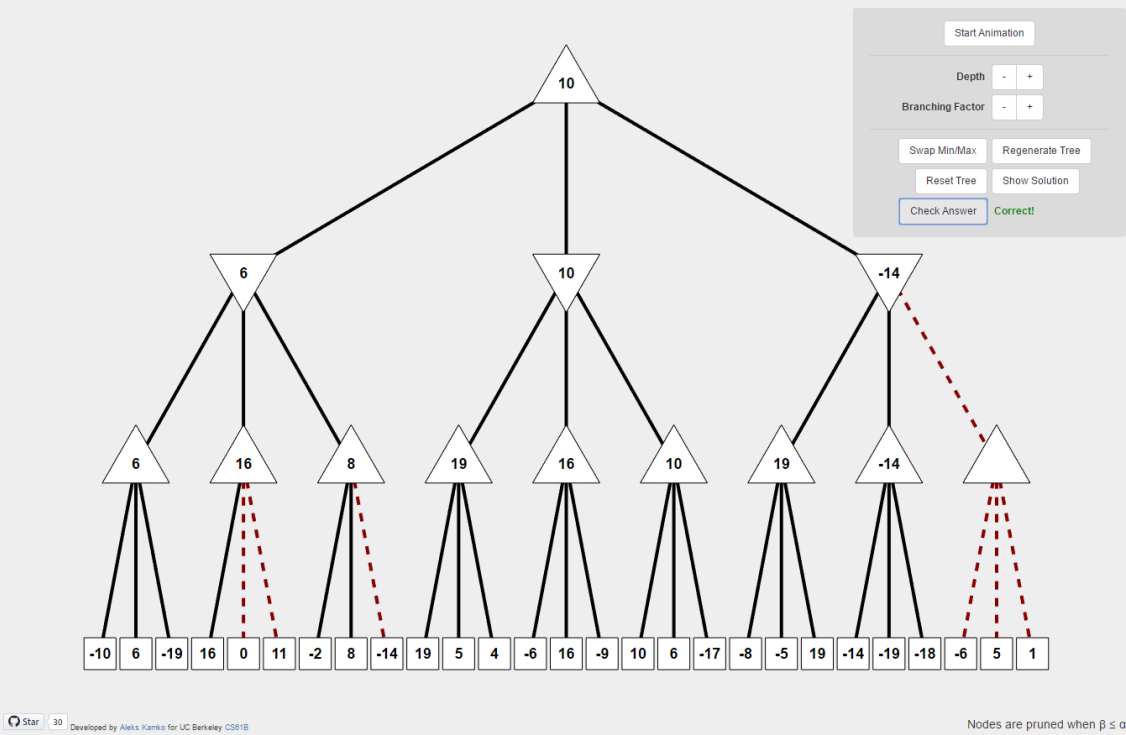 Start Animation
Depth - +
Branching Factor - +
Swap Min/Max Regenerate Tree
Reset Tree Show Solution
Check Answer Correct!
10
6 10 -14
6 16 8 19 16 10 19 -14
-10 6 -19 16 0 11 -2 8 -14 19 5 4 -6 16 -9 10 6 -17 -8 -5 19 -14 -19 -18 -6 5 1
Star 30 Developed by Aleks Kamko for UC Berkeley CS61B
Nodes are pruned when β ≤ α